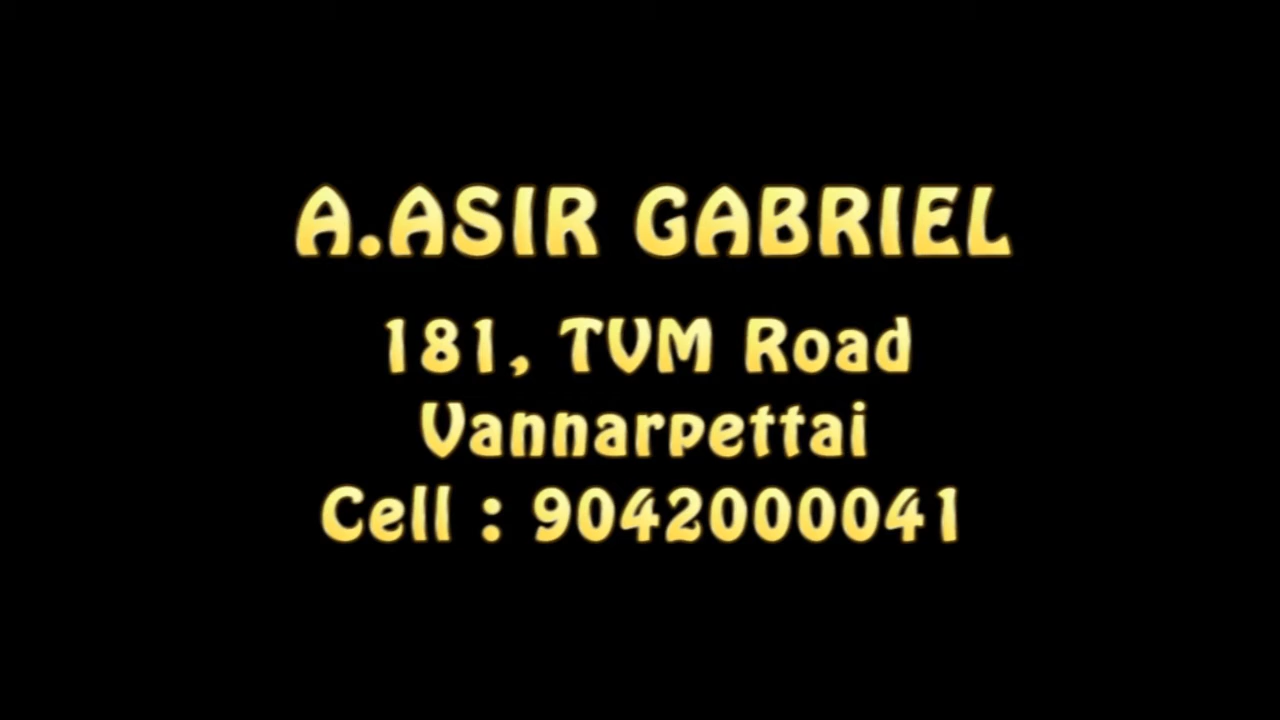 A.ASIR GABRIEL
181, TVM Road
Vannarpettai
Cell : 9042000041